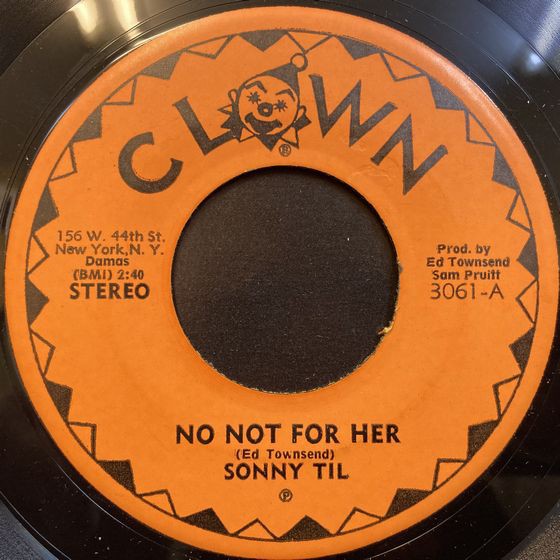 CLOWN
®
156 W. 44th St.
New York, N. Y.
Damas
(BMI) 2:40
STEREO
Prod. by
Ed Townsend
Sam Pruitt
3061-A
NO NOT FOR HER
(Ed Townsend)
SONNY TIL
℗